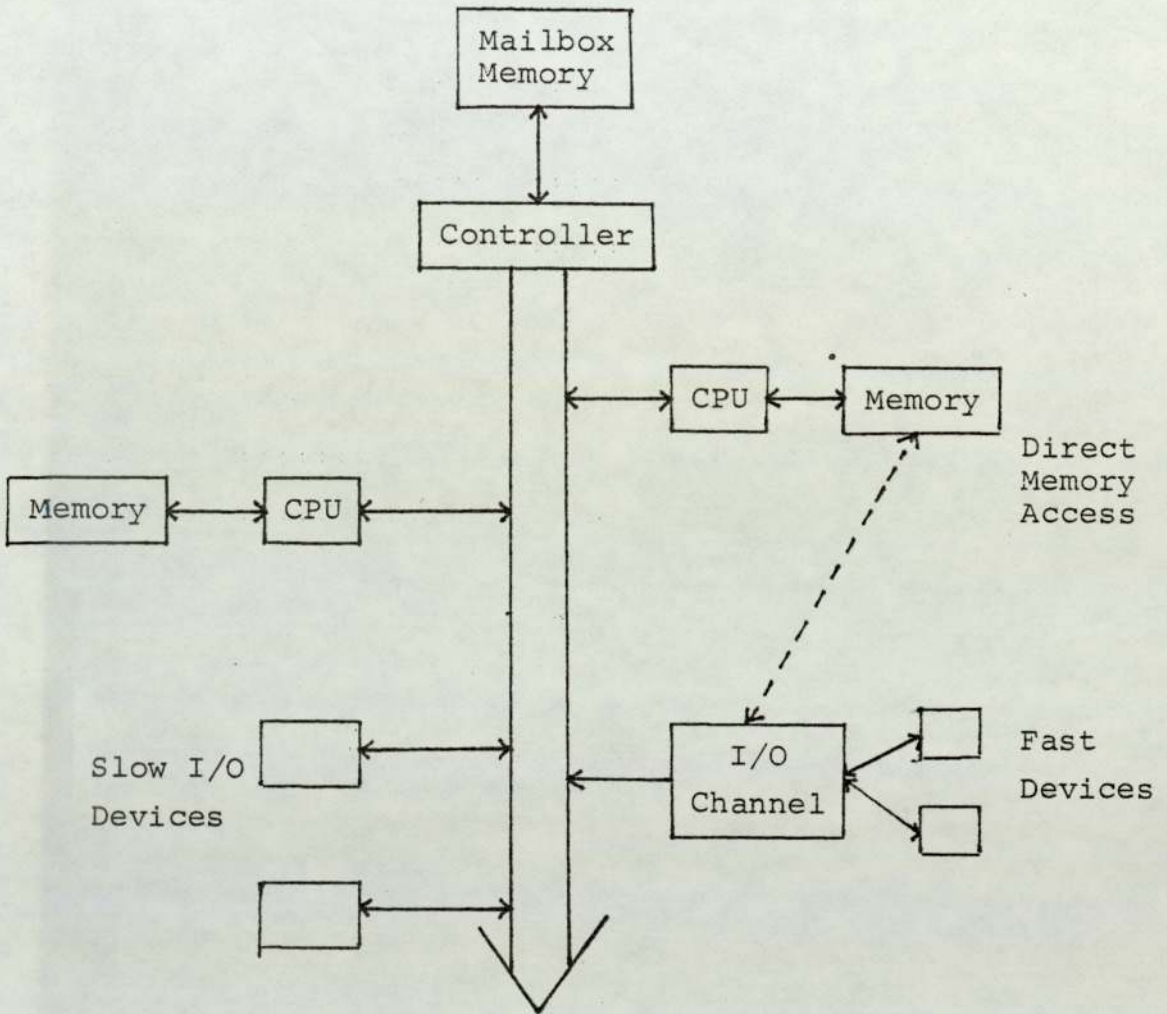 Mailbox
Memory
Controller
CPU
Memory
Direct
Memory
Access
Memory
CPU
Slow I/O
Devices
I/O
Channel
Fast
Devices